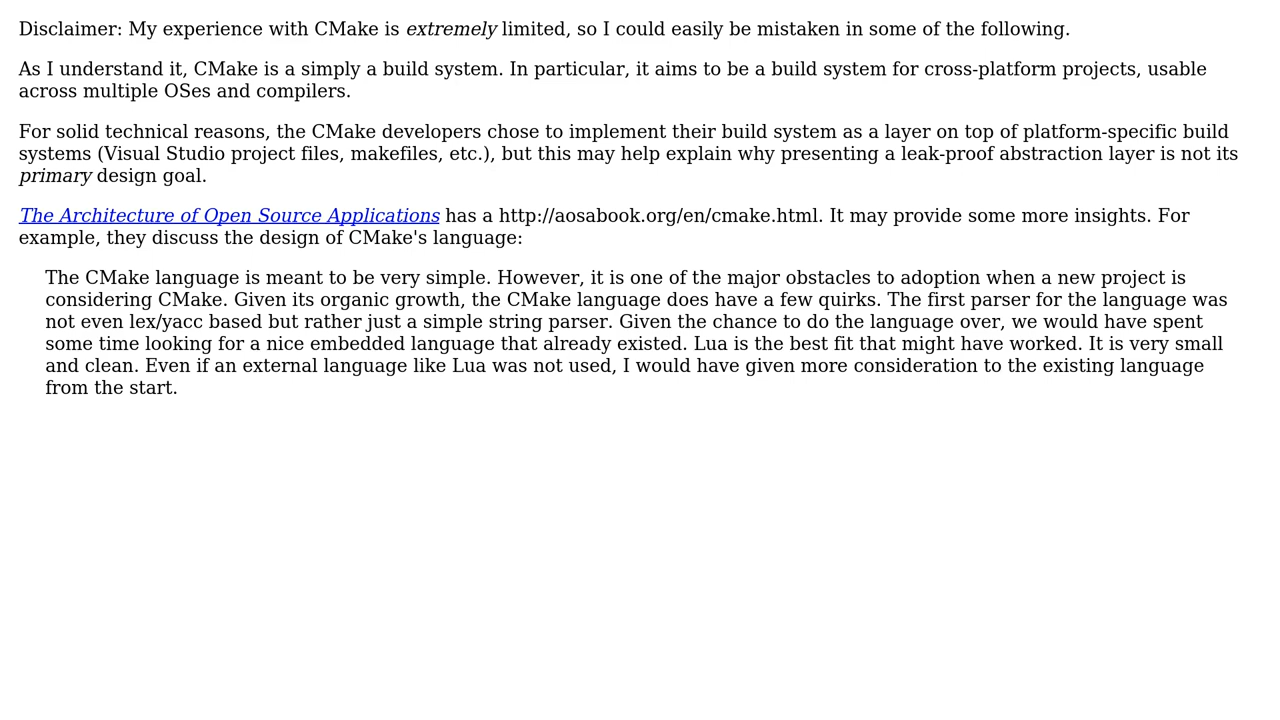 Disclaimer: My experience with CMake is extremely limited, so I could easily be mistaken in some of the following.
As I understand it, CMake is a simply a build system. In particular, it aims to be a build system for cross-platform projects, usable
across multiple OSes and compilers.
For solid technical reasons, the CMake developers chose to implement their build system as a layer on top of platform-specific build
systems (Visual Studio project files, makefiles, etc.), but this may help explain why presenting a leak-proof abstraction layer is not its
primary design goal.
The Architecture of Open Source Applications has a http://aosabook.org/en/cmake.html. It may provide some more insights. For
example, they discuss the design of CMake's language:
The CMake language is meant to be very simple. However, it is one of the major obstacles to adoption when a new project is
considering CMake. Given its organic growth, the CMake language does have a few quirks. The first parser for the language was
not even lex/yacc based but rather just a simple string parser. Given the chance to do the language over, we would have spent
some time looking for a nice embedded language that already existed. Lua is the best fit that might have worked. It is very small
and clean. Even if an external language like Lua was not used, I would have given more consideration to the existing language
from the start.